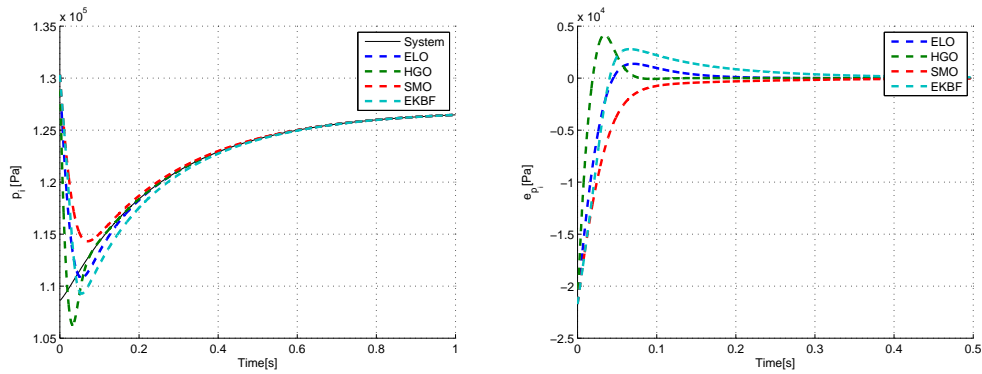 x 10^5
1.35
1.3
1.25
1.2
1.15
1.1
1.05
0
0.2
0.4
0.6
0.8
1
Time[s]
p_i [Pa]
System
ELO
HGO
SMO
EKBF
x 10^4
0.5
0
−0.5
−1
−1.5
−2
−2.5
0
0.1
0.2
0.3
0.4
0.5
Time[s]
e_{p_i} [Pa]
ELO
HGO
SMO
EKBF